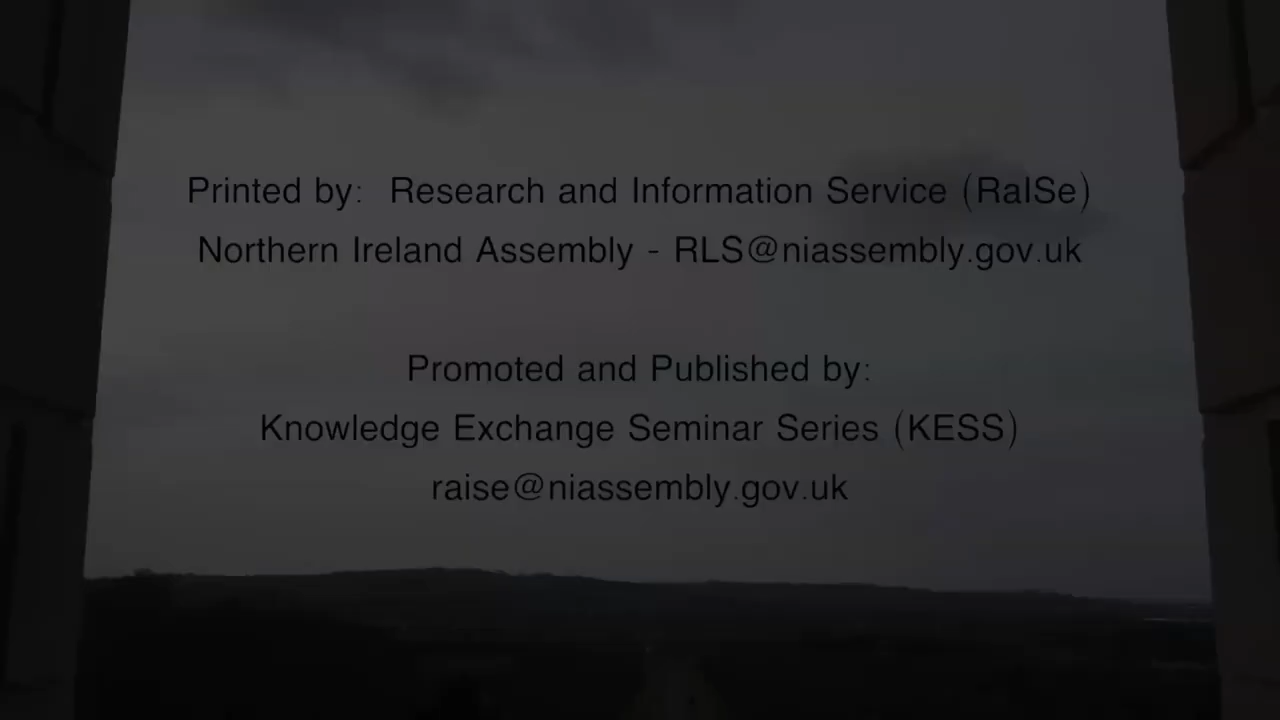 Printed by:  Research and Information Service (RaISe)
Northern Ireland Assembly - RLS@niassembly.gov.uk
Promoted and Published by:
Knowledge Exchange Seminar Series (KESS)
raise@niassembly.gov.uk